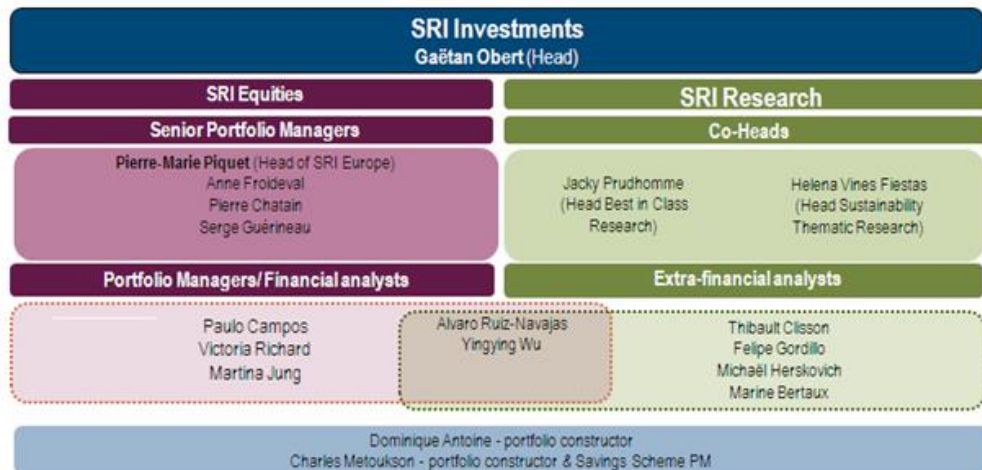 SRI Investments
Gaëtan Obert (Head)
SRI Equities
Senior Portfolio Managers
Pierre-Marie Piquet (Head of SRI Europe)
Anne Froideval
Pierre Chatain
Serge Guérineau
SRI Research
Co-Heads
Jacky Prudhomme
(Head Best in Class
Research)
Helena Vines Fiestas
(Head Sustainability
Thematic Research)
Portfolio Managers/ Financial analysts
Extra-financial analysts
Paulo Campos
Victoria Richard
Martina Jung
Alvaro Ruiz-Navajas
Yingying Wu
Thibault Clisson
Felipe Gordillo
Michaël Herskovich
Marine Bertaux
Dominique Antoine - portfolio constructor
Charles Metoukson - portfolio constructor & Savings Scheme PM